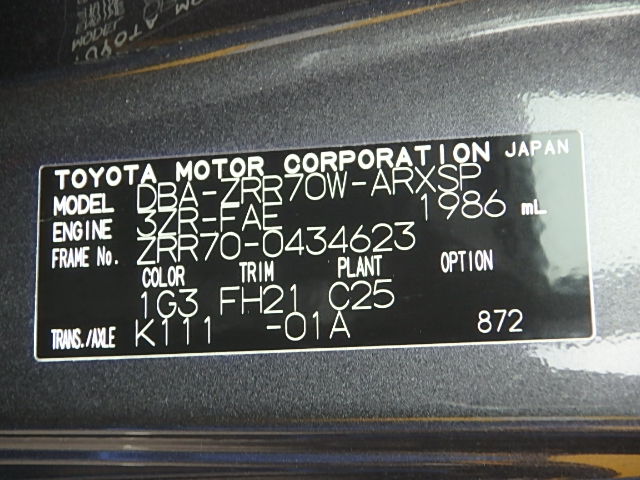 TOYOTA MOTOR CORPORATION JAPAN
MODEL DBA-ZRR70W-ARXSP
ENGINE 3ZR-FAE 1986 mL
FRAME No. ZRR70-0434623
COLOR TRIM PLANT OPTION
1G3 FH21 C25
TRANS./AXLE K111 -01A 872